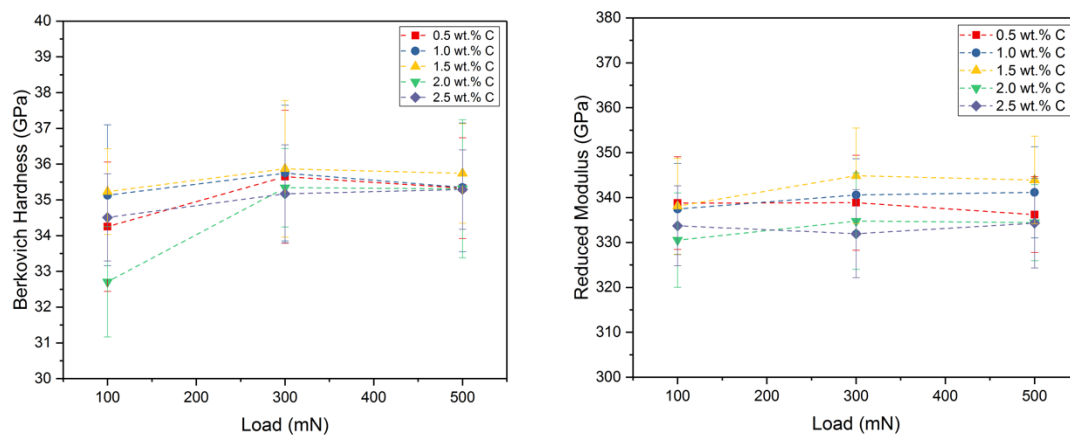 40
39
38
37
36
35
34
33
32
31
30
Berkovich Hardness (GPa)
0.5 wt.% C
1.0 wt.% C
1.5 wt.% C
2.0 wt.% C
2.5 wt.% C
100 200 300 400 500
Load (mN)
380
370
360
350
340
330
320
310
300
Reduced Modulus (GPa)
0.5 wt.% C
1.0 wt.% C
1.5 wt.% C
2.0 wt.% C
2.5 wt.% C
100 200 300 400 500
Load (mN)